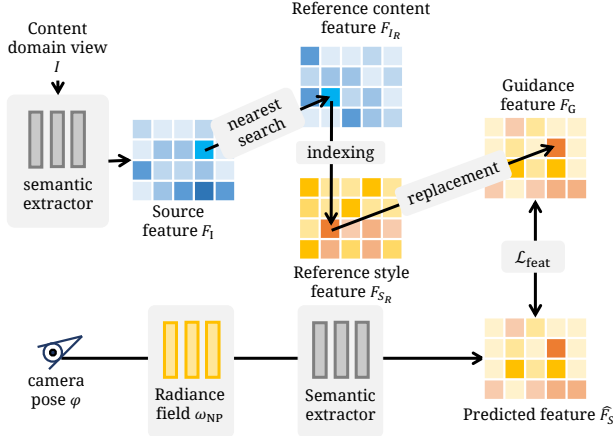 Content
domain view
I
semantic
extractor
Source
feature F_I
nearest
search
Reference content
feature F_{I_R}
indexing
Reference style
feature F_{S_R}
replacement
Guidance
feature F_G
ℒ_feat
camera
pose φ
Radiance
field ω_NP
Semantic
extractor
Predicted feature F̂_S